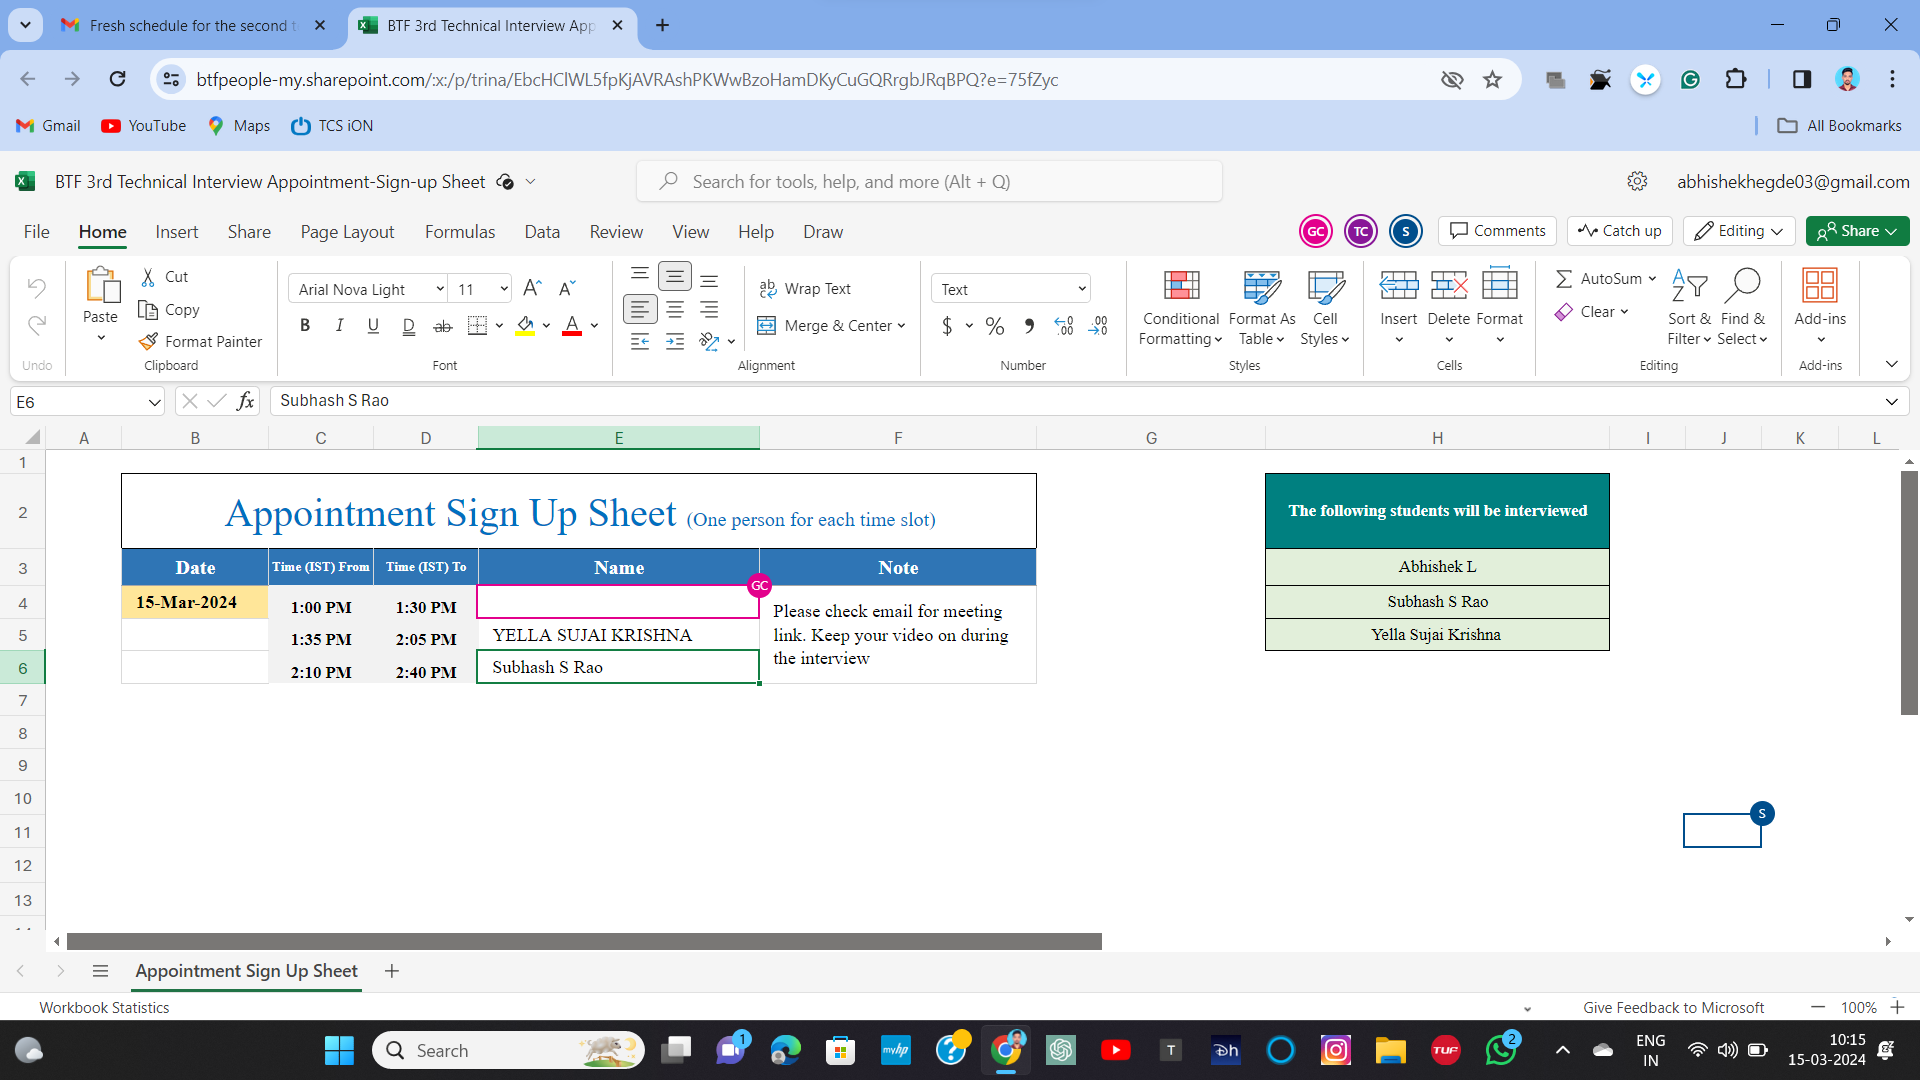 Fresh schedule for the second t
BTF 3rd Technical Interview App
btfpeople-my.sharepoint.com/:x:/p/trina/EbcHClWL5fpKjAVRAshPKWwBzoHamDKyCuGQRrgbJRqBPQ?e=75fZyc
Gmail YouTube Maps TCS iON All Bookmarks
BTF 3rd Technical Interview Appointment-Sign-up Sheet
Search for tools, help, and more (Alt + Q)
abhishekhegde03@gmail.com
File Home Insert Share Page Layout Formulas Data Review View Help Draw
GC TC S Comments Catch up Editing Share
Paste Cut
Copy
Format Painter
Arial Nova Light 11
Wrap Text
Merge & Center
Text
Conditional Formatting
Format As Table
Cell Styles
Insert Delete Format
AutoSum
Clear
Sort & Filter
Find & Select
Add-ins
Undo Clipboard Font Alignment Number Styles Cells Editing Add-ins
E6 fx Subhash S Rao
A B C D E F G H I J K L
1
2 Appointment Sign Up Sheet (One person for each time slot) The following students will be interviewed
3 Date Time (IST) From Time (IST) To Name Note Abhishek L
GC
4 15-Mar-2024 1:00 PM 1:30 PM Subhash S Rao
5 1:35 PM 2:05 PM YELLA SUJAI KRISHNA Yella Sujai Krishna
6 2:10 PM 2:40 PM Subhash S Rao
Please check email for meeting
link. Keep your video on during
the interview
7
8
9
10
11 S
12
13
Appointment Sign Up Sheet
Workbook Statistics Give Feedback to Microsoft 100%
Search
myhp
T
Dh
TUF
1
2
ENG
IN
10:15
15-03-2024